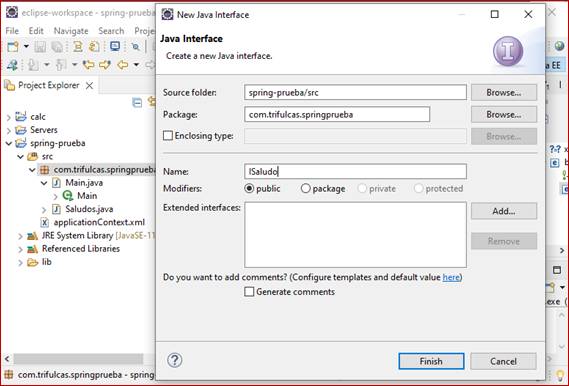 eclipse-workspace - spring-prueba
File Edit Source Refactor
Navigate Search
Project Explorer
calc
Servers
spring-prueba
src
com.trifulcas.springprueba
Main.java
Main
Saludos.java
applicationContext.xml
JRE System Library [JavaSE-11
Referenced Libraries
lib
com.trifulcas.springprueba - spring
New Java Interface
Java Interface
Create a new Java interface.
Source folder: spring-prueba/src Browse...
Package: com.trifulcas.springprueba Browse...
Enclosing type: Browse...
Name: ISaludo
Modifiers: public package private protected
Extended interfaces: Add...
Remove
Do you want to add comments? (Configure templates and default value here)
Generate comments
Finish Cancel